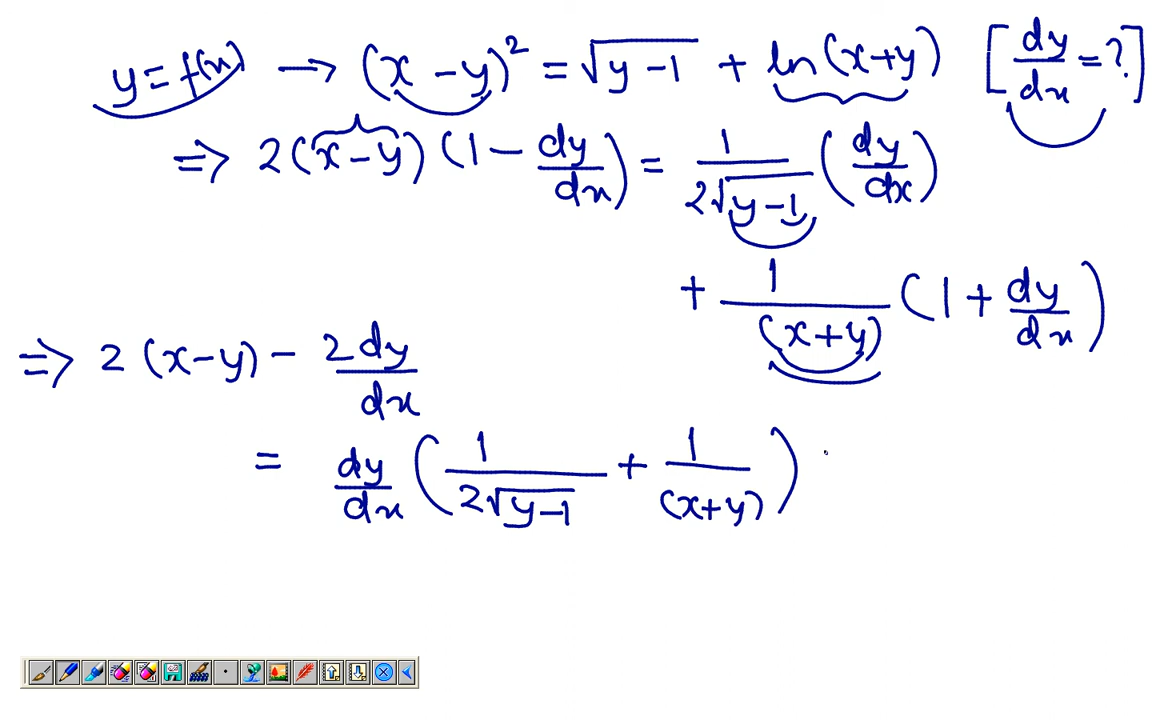 y = f(x) → (x - y)² = √(y - 1) + ln(x+y) [dy/dx = ?]
⇒ 2(x - y) (1 - dy/dx) = 1/(2√(y - 1)) (dy/dx)
+ 1/(x+y) (1 + dy/dx)
⇒ 2(x-y) - 2dy/dx
= dy/dx (1/(2√(y-1)) + 1/(x+y))